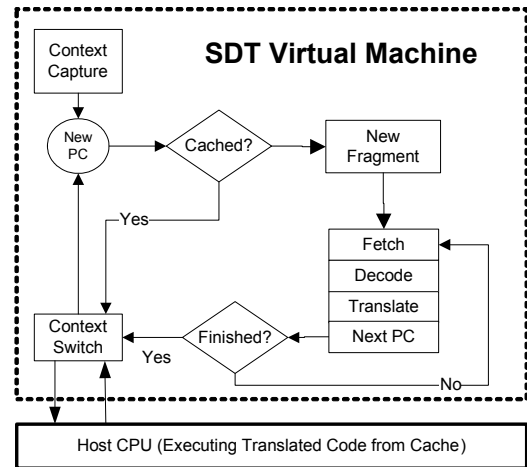 SDT Virtual Machine
Context
Capture
New
PC
Cached?
New
Fragment
Yes
Fetch
Decode
Translate
Next PC
Finished?
Context
Switch
Yes
No
Host CPU (Executing Translated Code from Cache)